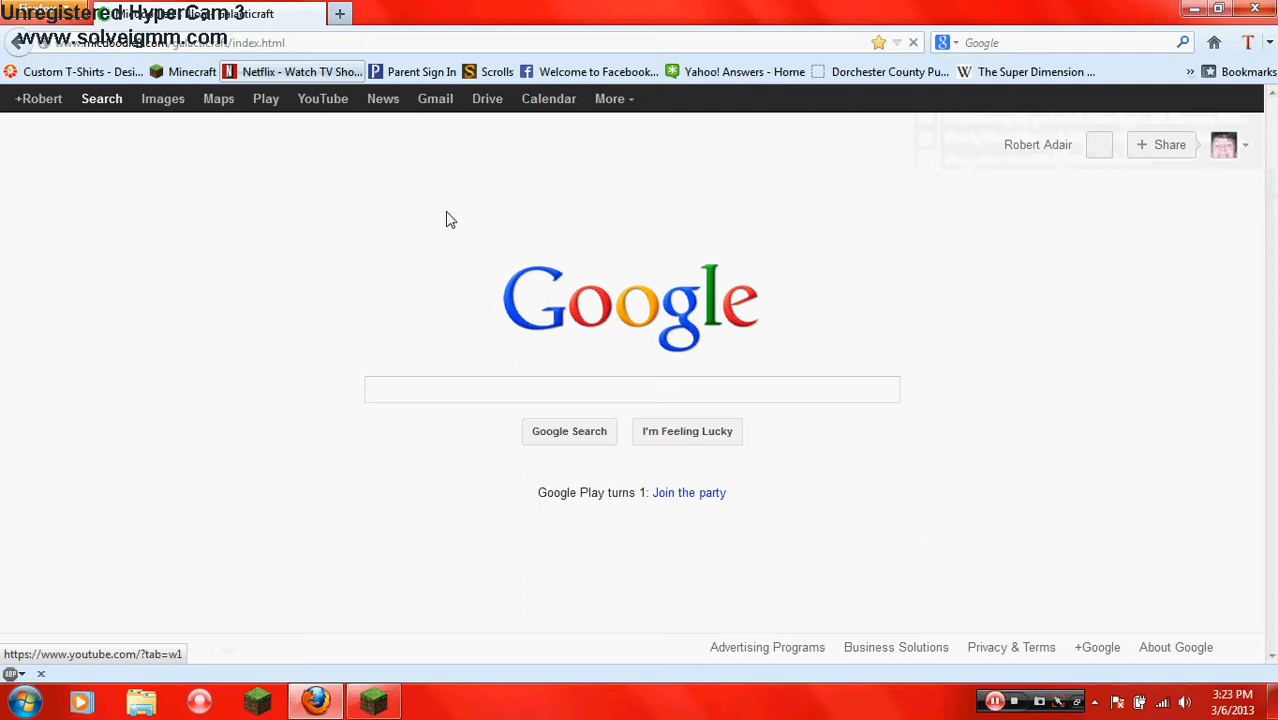 Unregistered HyperCam 3
www.solveigmm.com
Google
Custom T-Shirts - Desi...
Minecraft
Netflix - Watch TV Sho...
Parent Sign In
Scrolls
Welcome to Facebook...
Yahoo! Answers - Home
Dorchester County Pu...
The Super Dimension ...
»
Bookmarks
+Robert
Search
Images
Maps
Play
YouTube
News
Gmail
Drive
Calendar
More
Robert Adair
+ Share
Google
Google Search
I'm Feeling Lucky
Google Play turns 1: Join the party
Advertising Programs
Business Solutions
Privacy & Terms
+Google
About Google
https://www.youtube.com/?tab=w1
ABP
3:23 PM
3/6/2013